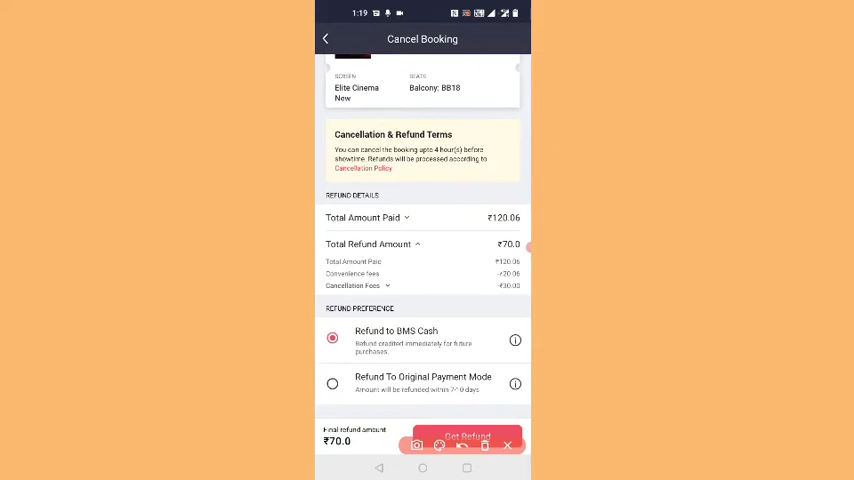 1:19
Cancel Booking
SCREEN
SEATS
Elite Cinema
New
Balcony: BB18
Cancellation & Refund Terms
You can cancel the booking upto 4 hour(s) before
showtime. Refunds will be processed according to
Cancellation Policy
REFUND DETAILS
Total Amount Paid ₹120.06
Total Refund Amount ₹70.0
Total Amount Paid ₹120.06
Convenience fees -₹20.06
Cancellation Fees -₹30.00
REFUND PREFERENCE
Refund to BMS Cash
Refund credited immediately for future
purchases.
Refund To Original Payment Mode
Amount will be refunded within 7-10 days
Final refund amount
₹70.0
Get Refund